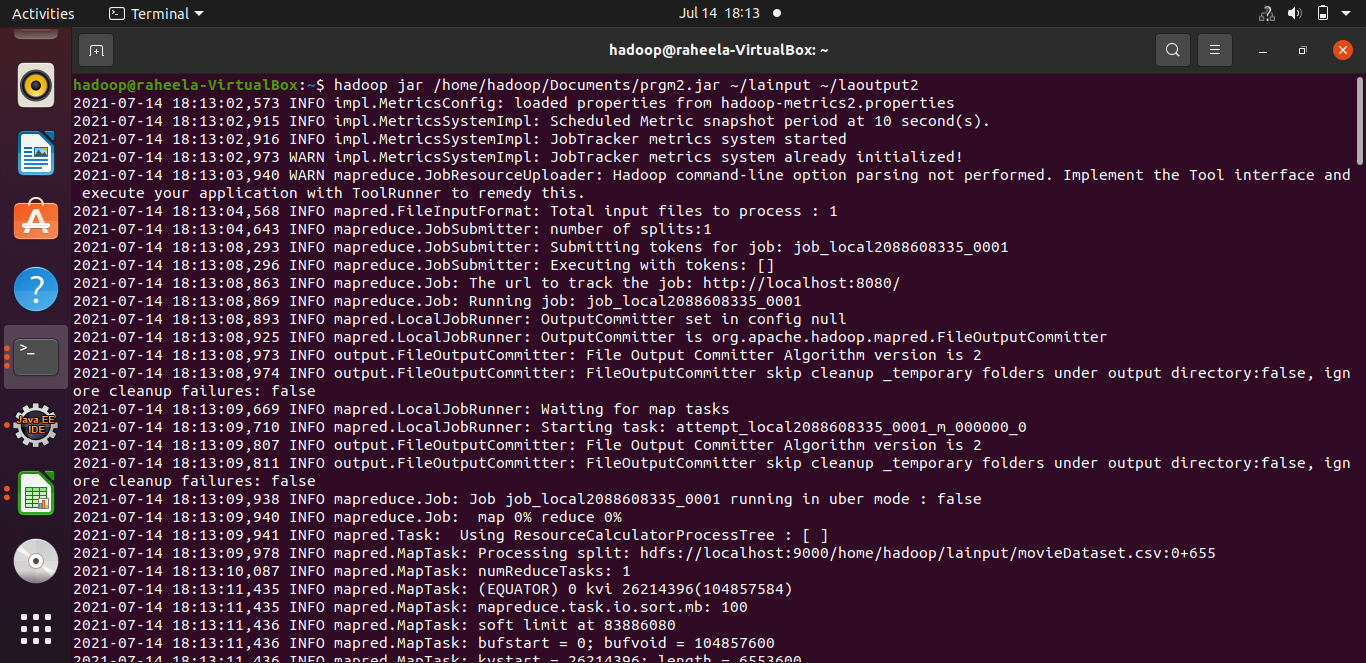 Activities Terminal Jul 14 18:13
hadoop@raheela-VirtualBox: ~
hadoop@raheela-VirtualBox:~$ hadoop jar /home/hadoop/Documents/prgm2.jar ~/lainput ~/laoutput2
2021-07-14 18:13:02,573 INFO impl.MetricsConfig: loaded properties from hadoop-metrics2.properties
2021-07-14 18:13:02,915 INFO impl.MetricsSystemImpl: Scheduled Metric snapshot period at 10 second(s).
2021-07-14 18:13:02,916 INFO impl.MetricsSystemImpl: JobTracker metrics system started
2021-07-14 18:13:02,973 WARN impl.MetricsSystemImpl: JobTracker metrics system already initialized!
2021-07-14 18:13:03,940 WARN mapreduce.JobResourceUploader: Hadoop command-line option parsing not performed. Implement the Tool interface and
execute your application with ToolRunner to remedy this.
2021-07-14 18:13:04,568 INFO mapred.FileInputFormat: Total input files to process : 1
2021-07-14 18:13:04,643 INFO mapreduce.JobSubmitter: number of splits:1
2021-07-14 18:13:08,293 INFO mapreduce.JobSubmitter: Submitting tokens for job: job_local2088608335_0001
2021-07-14 18:13:08,296 INFO mapreduce.JobSubmitter: Executing with tokens: []
2021-07-14 18:13:08,863 INFO mapreduce.Job: The url to track the job: http://localhost:8080/
2021-07-14 18:13:08,869 INFO mapreduce.Job: Running job: job_local2088608335_0001
2021-07-14 18:13:08,893 INFO mapred.LocalJobRunner: OutputCommitter set in config null
2021-07-14 18:13:08,925 INFO mapred.LocalJobRunner: OutputCommitter is org.apache.hadoop.mapred.FileOutputCommitter
2021-07-14 18:13:08,973 INFO output.FileOutputCommitter: File Output Committer Algorithm version is 2
2021-07-14 18:13:08,974 INFO output.FileOutputCommitter: FileOutputCommitter skip cleanup _temporary folders under output directory:false, ign
ore cleanup failures: false
2021-07-14 18:13:09,669 INFO mapred.LocalJobRunner: Waiting for map tasks
2021-07-14 18:13:09,710 INFO mapred.LocalJobRunner: Starting task: attempt_local2088608335_0001_m_000000_0
2021-07-14 18:13:09,807 INFO output.FileOutputCommitter: File Output Committer Algorithm version is 2
2021-07-14 18:13:09,811 INFO output.FileOutputCommitter: FileOutputCommitter skip cleanup _temporary folders under output directory:false, ign
ore cleanup failures: false
2021-07-14 18:13:09,938 INFO mapreduce.Job: Job job_local2088608335_0001 running in uber mode : false
2021-07-14 18:13:09,940 INFO mapreduce.Job:  map 0% reduce 0%
2021-07-14 18:13:09,941 INFO mapred.Task:  Using ResourceCalculatorProcessTree : [ ]
2021-07-14 18:13:09,978 INFO mapred.MapTask: Processing split: hdfs://localhost:9000/home/hadoop/lainput/movieDataset.csv:0+655
2021-07-14 18:13:10,087 INFO mapred.MapTask: numReduceTasks: 1
2021-07-14 18:13:11,435 INFO mapred.MapTask: (EQUATOR) 0 kvi 26214396(104857584)
2021-07-14 18:13:11,435 INFO mapred.MapTask: mapreduce.task.io.sort.mb: 100
2021-07-14 18:13:11,436 INFO mapred.MapTask: soft limit at 83886080
2021-07-14 18:13:11,436 INFO mapred.MapTask: bufstart = 0; bufvoid = 104857600
2021-07-14 18:13:11,436 INFO mapred.MapTask: kvstart = 26214396; length = 6553600
Java EE
IDE